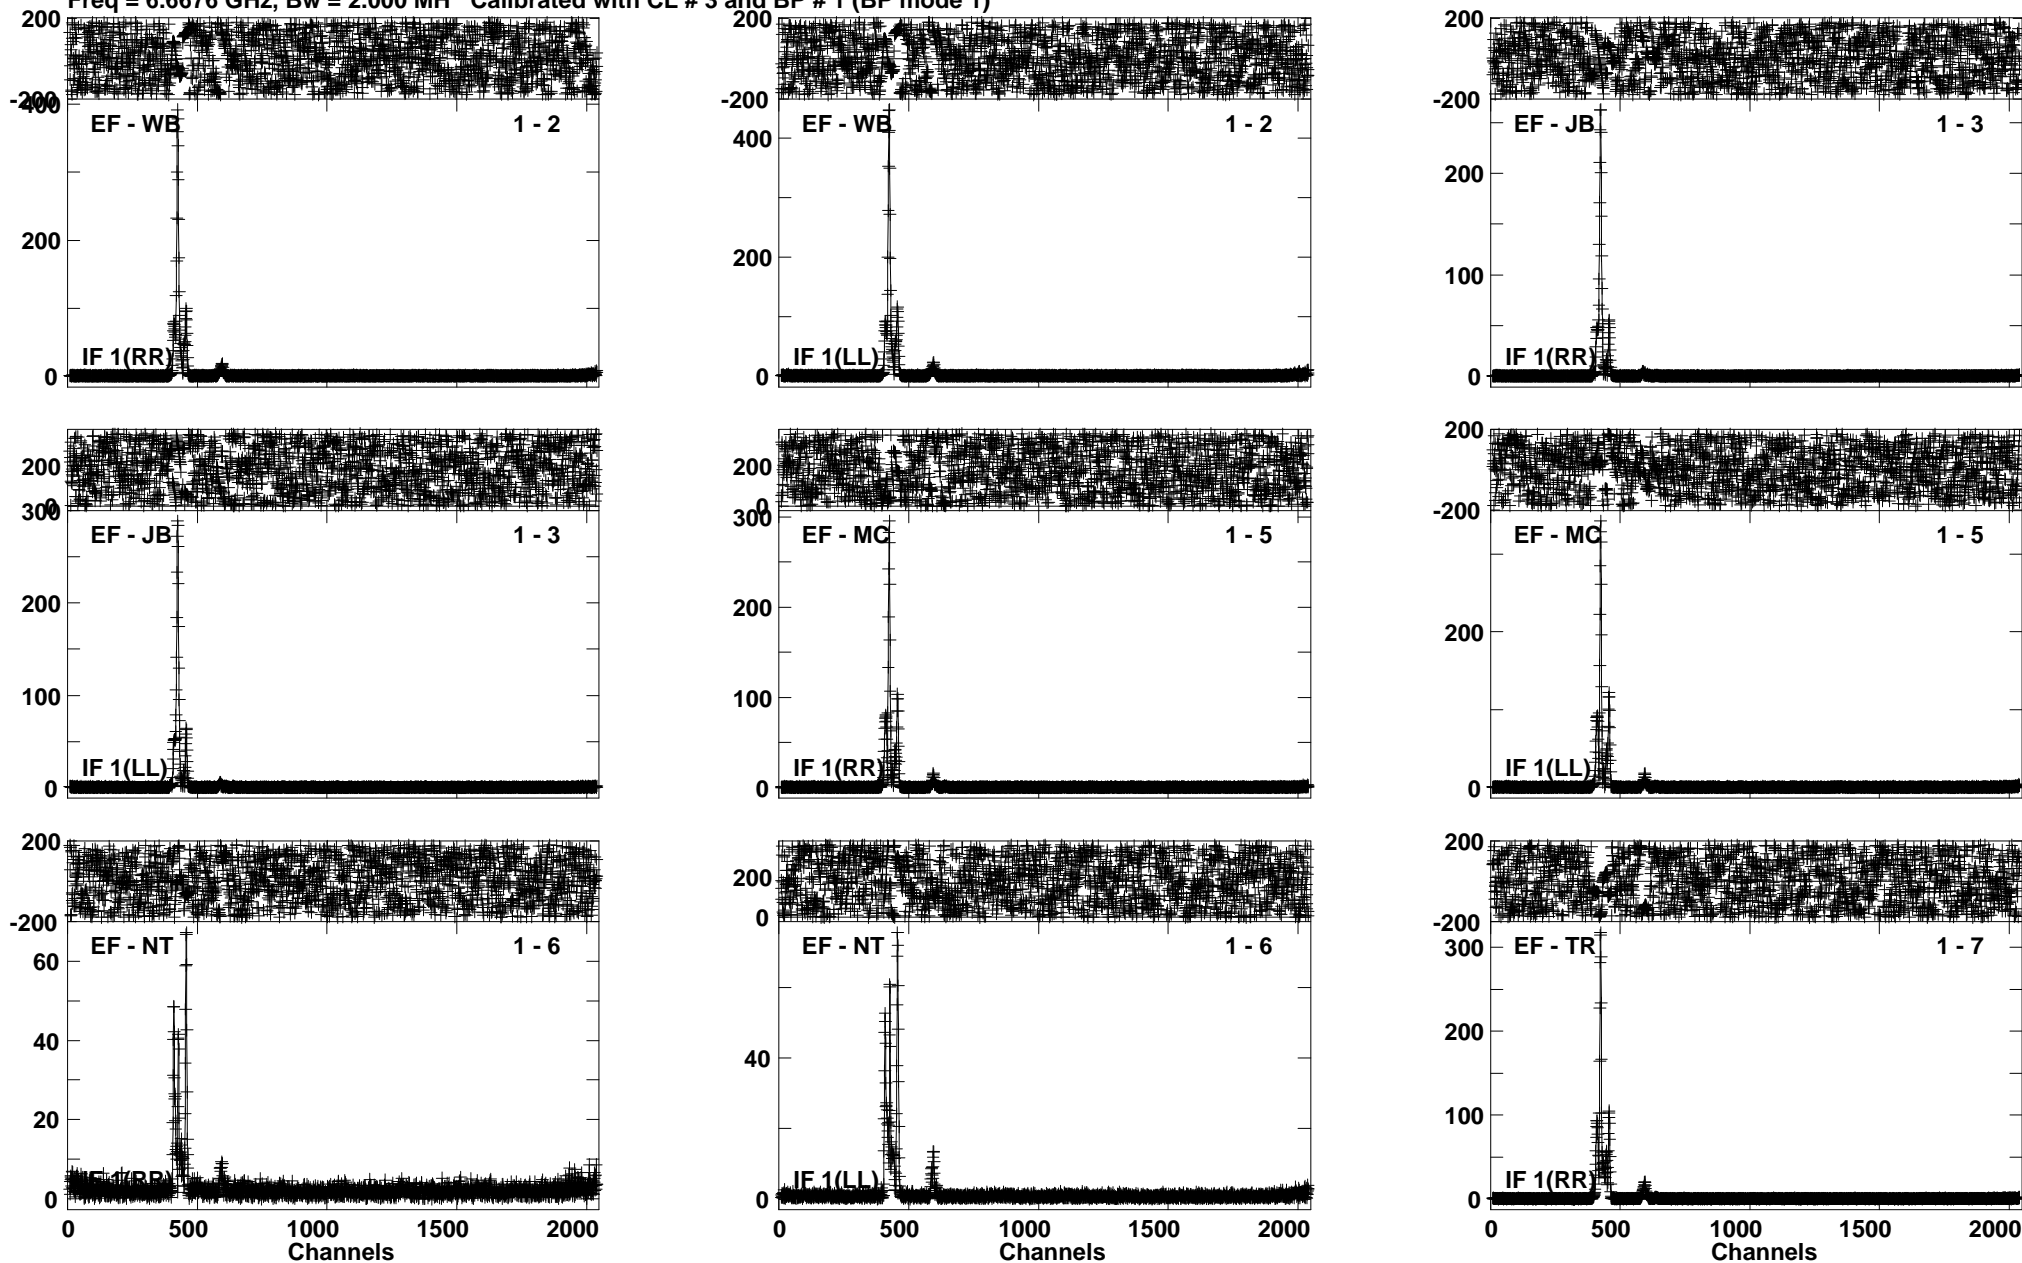 Freq = 6.6676 GHz, Bw = 2.000 MH Calibrated with CL # 3 and BP # 1 (BP mode 1)
200 200 200
-200 -200 -200
400
EF - WB 1 - 2 EF - WB 1 - 2 EF - JB 1 - 3
400
200
200
200
100
IF 1(RR) IF 1(LL) IF 1(RR)
0 0 0
200
200 200
0 0
300 300 -200
EF - JB 1 - 3 EF - MC 1 - 5 EF - MC 1 - 5
200 200 200
100 100
IF 1(LL) IF 1(RR) IF 1(LL)
0 0 0
200 200
200
-200 0 -200
EF - NT 1 - 6 EF - NT 1 - 6 EF - TR 1 - 7
60 300
40 40 200
20 100
IF 1(RR) IF 1(LL) IF 1(RR)
0 0 0
0 500 1000 1500 2000 0 500 1000 1500 2000 0 500 1000 1500 2000
Channels Channels Channels